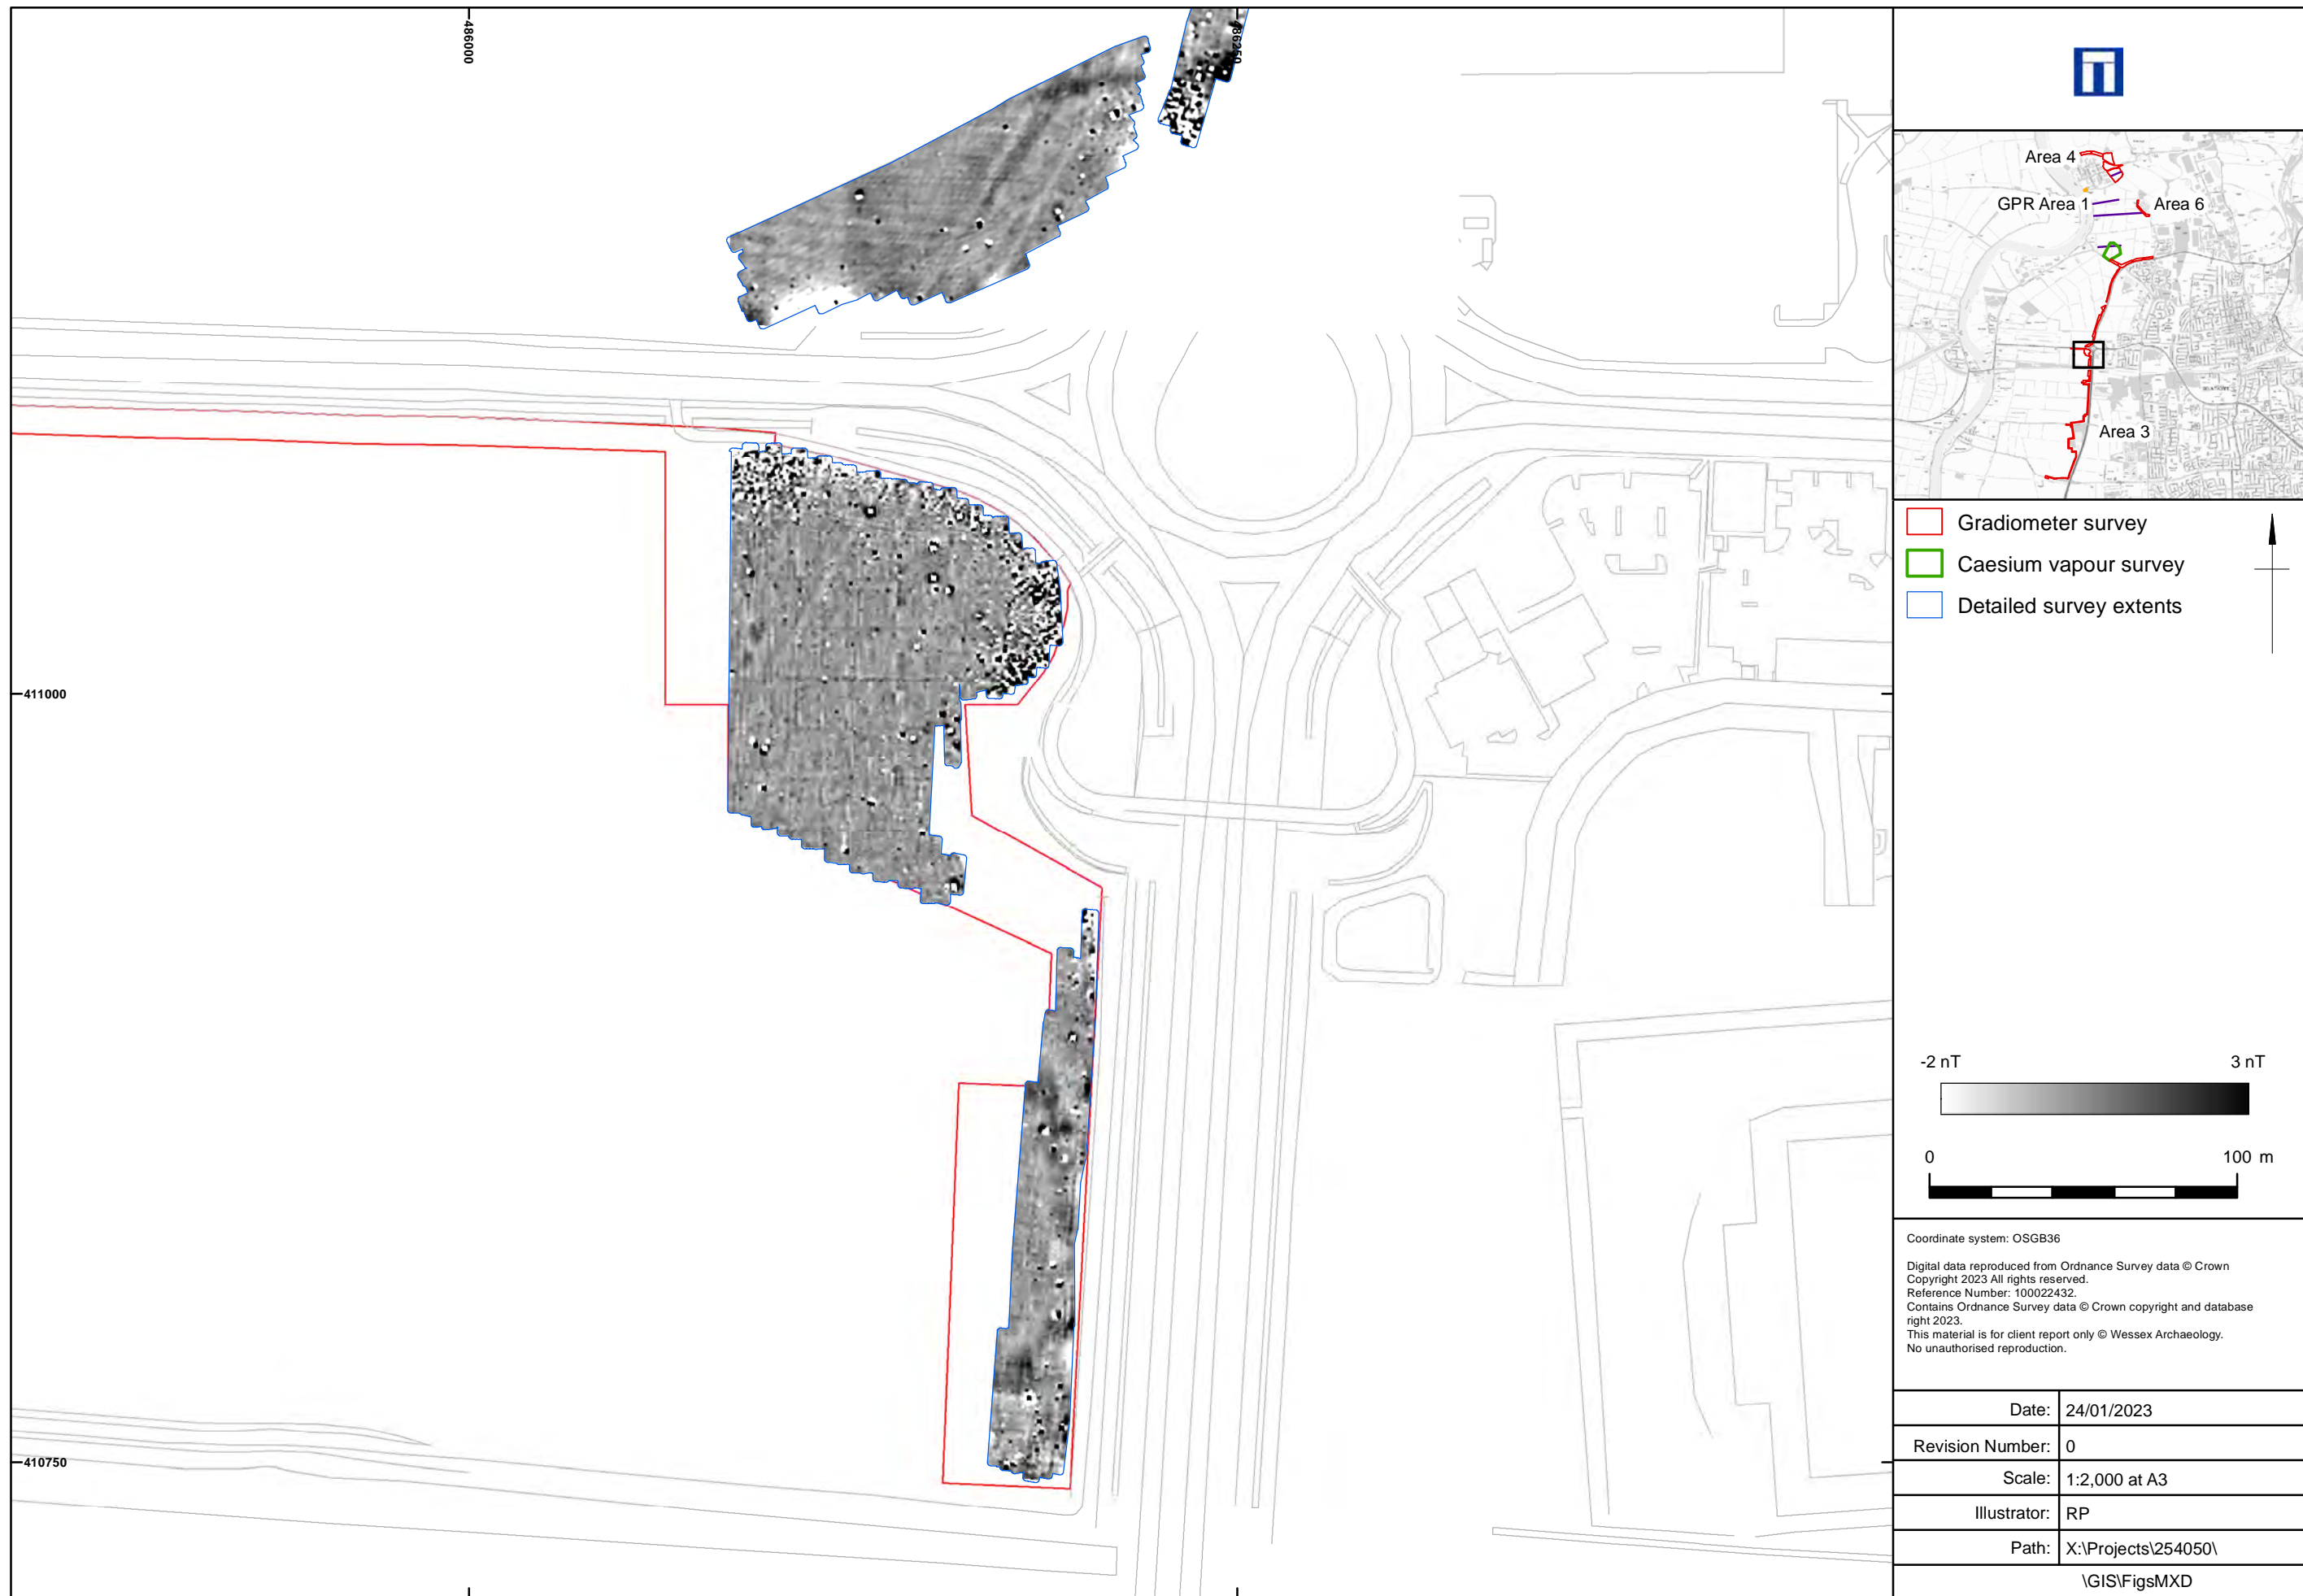 486000
486250
411000
410750
Area 4
GPR Area 1
Area 6
Area 3
Gradiometer survey
Caesium vapour survey
Detailed survey extents
-2 nT 3 nT
0 100 m
Coordinate system: OSGB36
Digital data reproduced from Ordnance Survey data © Crown
Copyright 2023 All rights reserved.
Reference Number: 100022432.
Contains Ordnance Survey data © Crown copyright and database
right 2023.
This material is for client report only © Wessex Archaeology.
No unauthorised reproduction.
Date: 24/01/2023
Revision Number: 0
Scale: 1:2,000 at A3
Illustrator: RP
Path: X:\Projects\254050\
\GIS\FigsMXD